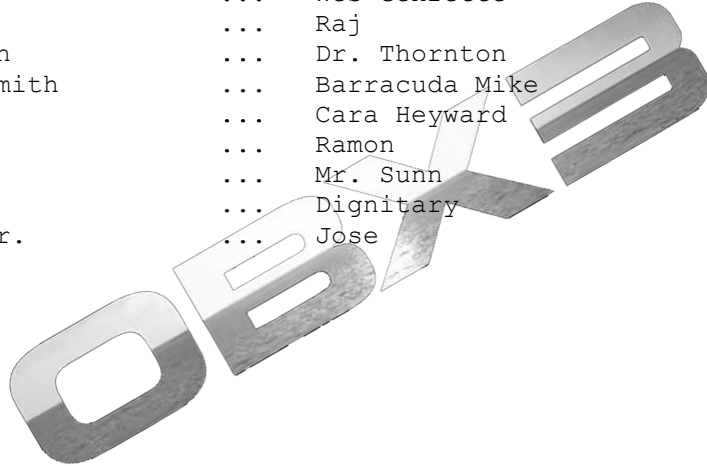 ...
... Raj
n ... Dr. Thornton
mith ... Barracuda Mike
... Cara Heyward
... Ramon
... Mr. Sunn
... Dignitary
r. ... Jose
OBX3